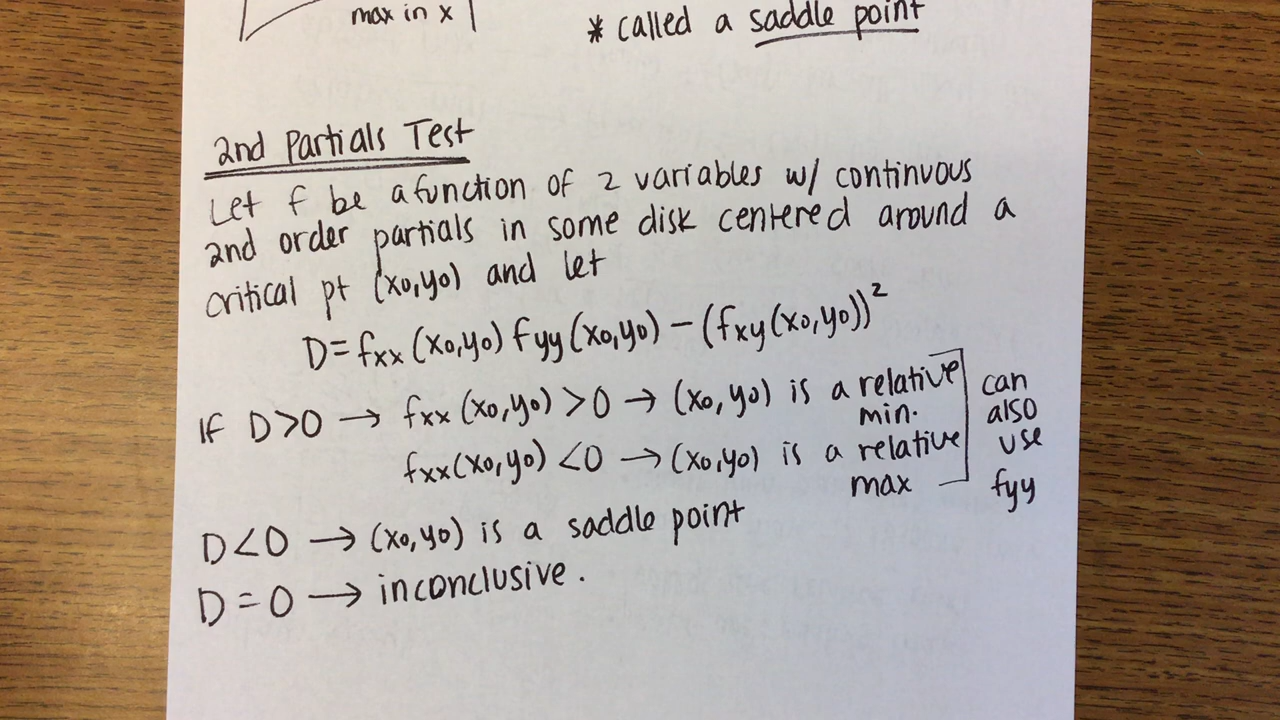 max in x
* called a saddle point
2nd Partials Test
Let f be a function of 2 variables w/ continuous
2nd order partials in some disk centered around a
critical pt (x0,y0) and let
D=fxx (x0,y0) fyy (x0,y0) - (fxy (x0,y0))²
If D>0 → fxx (x0,y0) >0 → (x0,y0) is a relative
min.
fxx(x0,y0) <0 → (x0,y0) is a relative
max
can
also
use
fyy
D<0 → (x0,y0) is a saddle point
D=0 → inconclusive.